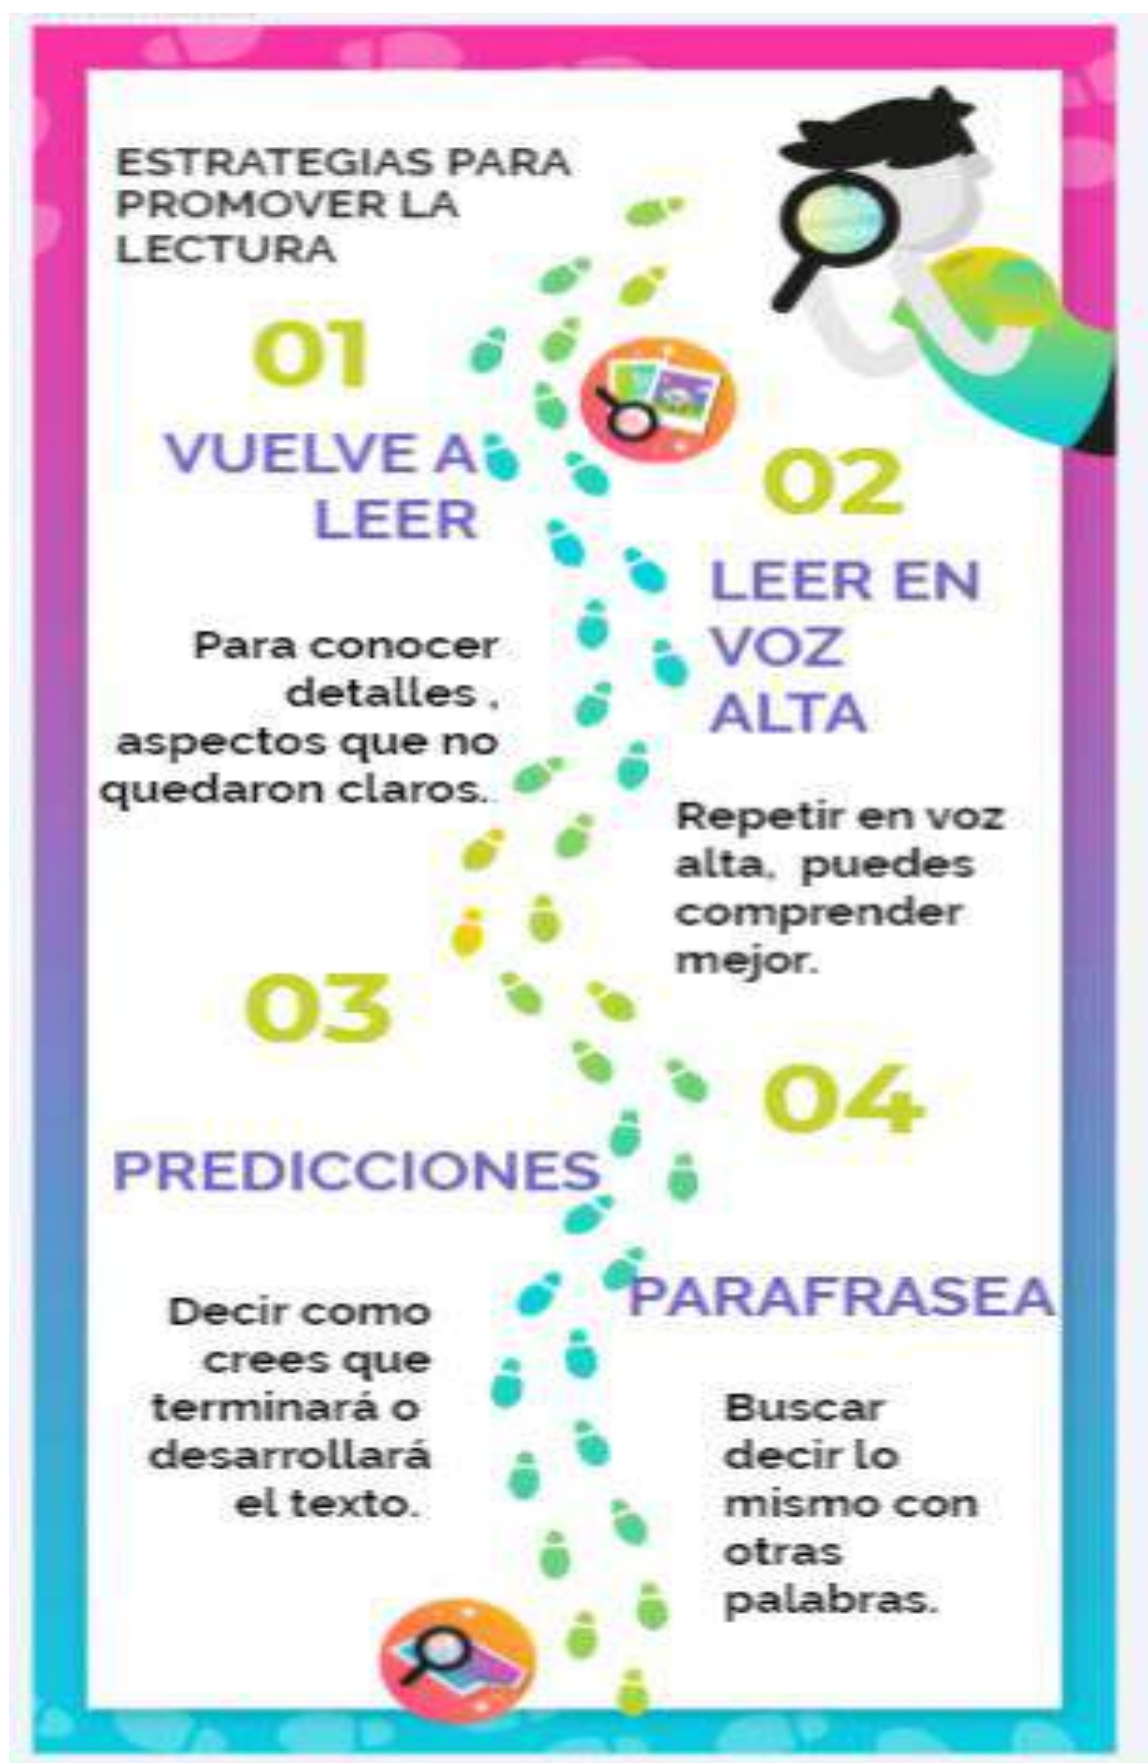 ESTRATEGIAS PARA
PROMOVER LA
LECTURA
01
VUELVE A
LEER
Para conocer
detalles ,
aspectos que no
quedaron claros.
02
LEER EN
VOZ
ALTA
Repetir en voz
alta, puedes
comprender
mejor.
03
PREDICCIONES
Decir como
crees que
terminará o
desarrollará
el texto.
04
PARAFRASEA
Buscar
decir lo
mismo con
otras
palabras.